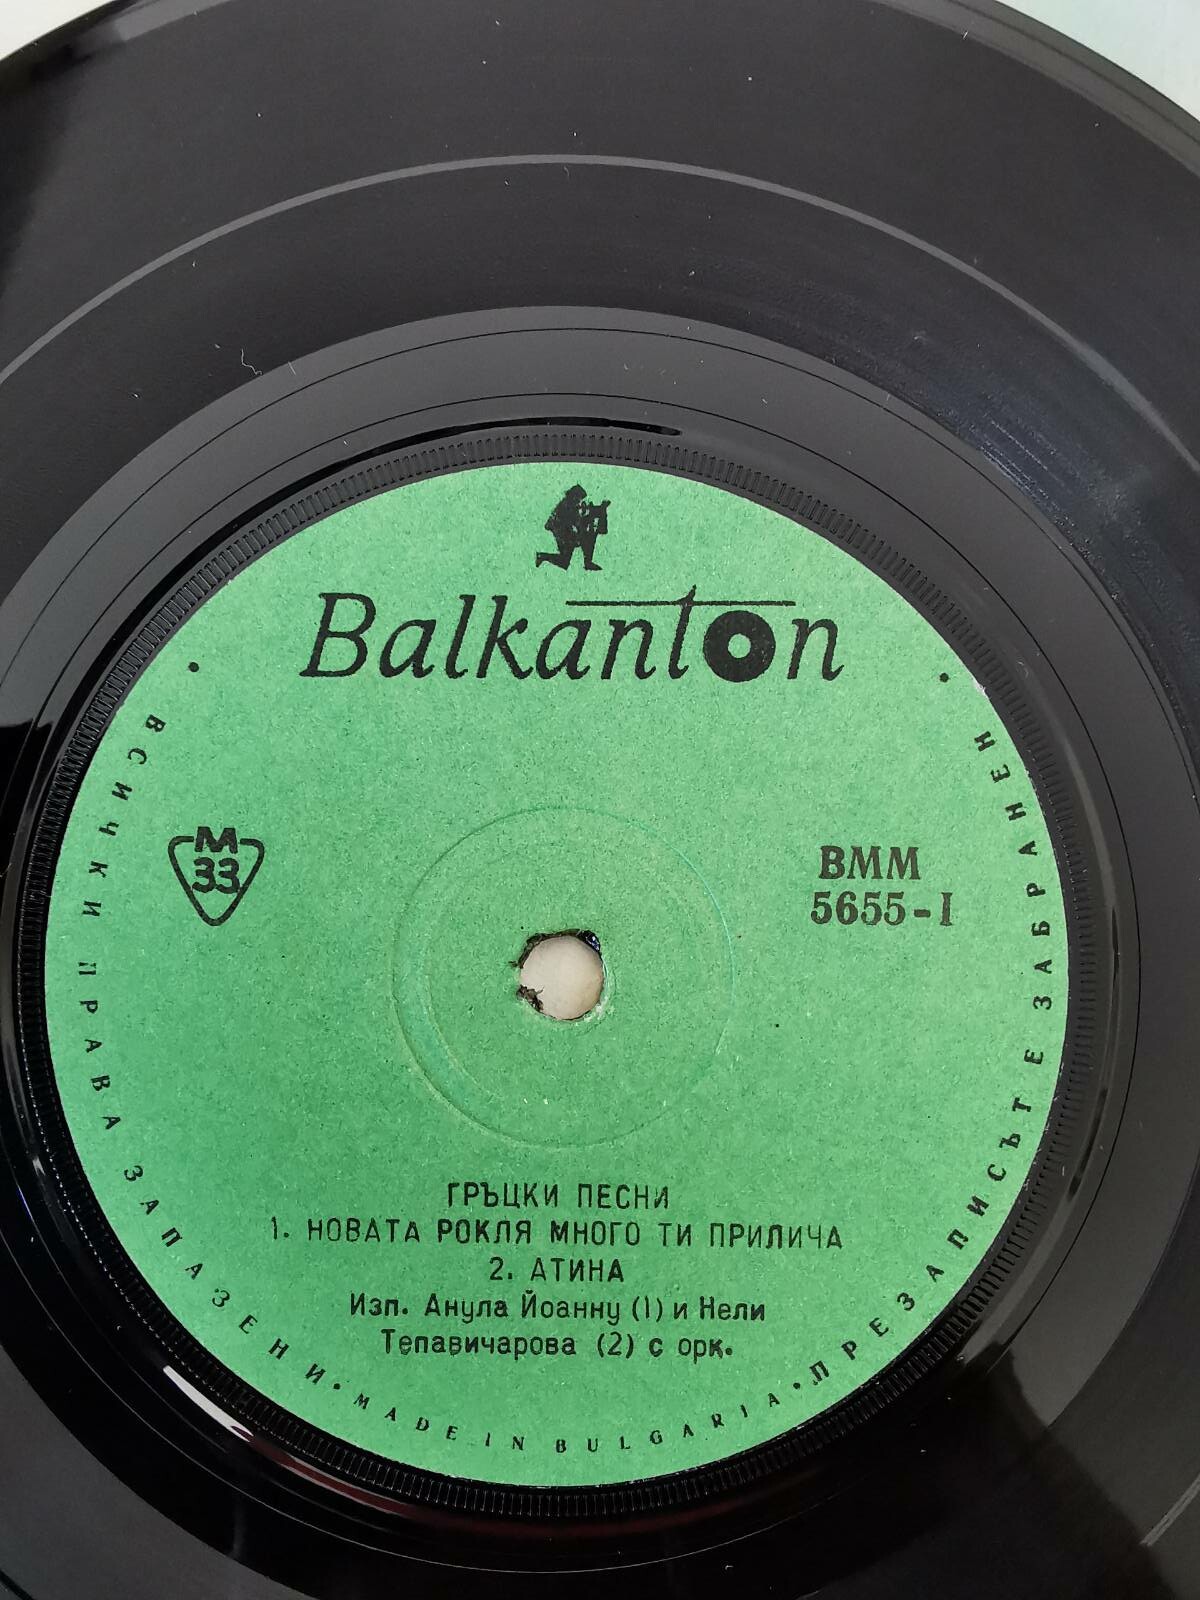 Balkanton
М
33
ВММ
5655-I
ГРЪЦКИ ПЕСНИ
1. НОВАТА РОКЛЯ МНОГО ТИ ПРИЛИЧА
2. АТИНА
Изп. Анула Йоанну (1) и Нели
Тепавичарова (2) с орк.
• ВСИЧКИ ПРАВА ЗАПАЗЕНИ • MADE IN BULGARIA • ПРЕЗАПИСЪТ Е ЗАБРАНЕН •